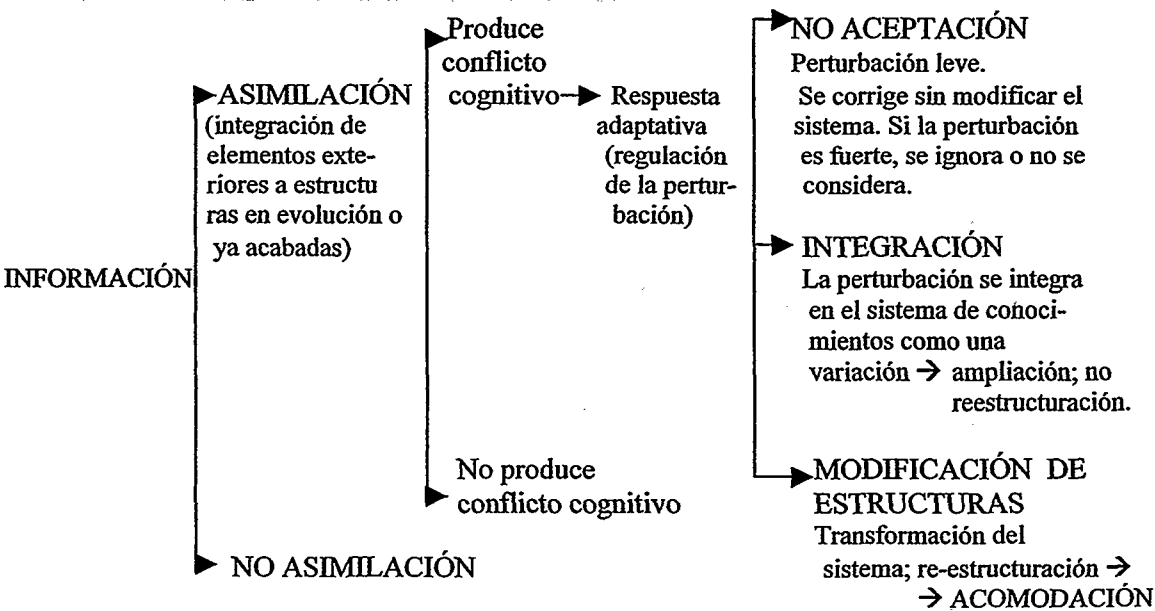 INFORMACIÓN
ASIMILACIÓN
(integración de
elementos exte-
riores a estructu
ras en evolución o
ya acabadas)
NO ASIMILACIÓN
Produce
conflicto
cognitivo→
No produce
conflicto cognitivo
Respuesta
adaptativa
(regulación
de la pertur-
bación)
NO ACEPTACIÓN
Perturbación leve.
Se corrige sin modificar el
sistema. Si la perturbación
es fuerte, se ignora o no se
considera.
INTEGRACIÓN
La perturbación se integra
en el sistema de conoci-
mientos como una
variación → ampliación; no
reestructuración.
MODIFICACIÓN DE
ESTRUCTURAS
Transformación del
sistema; re-estructuración →
→ ACOMODACIÓN